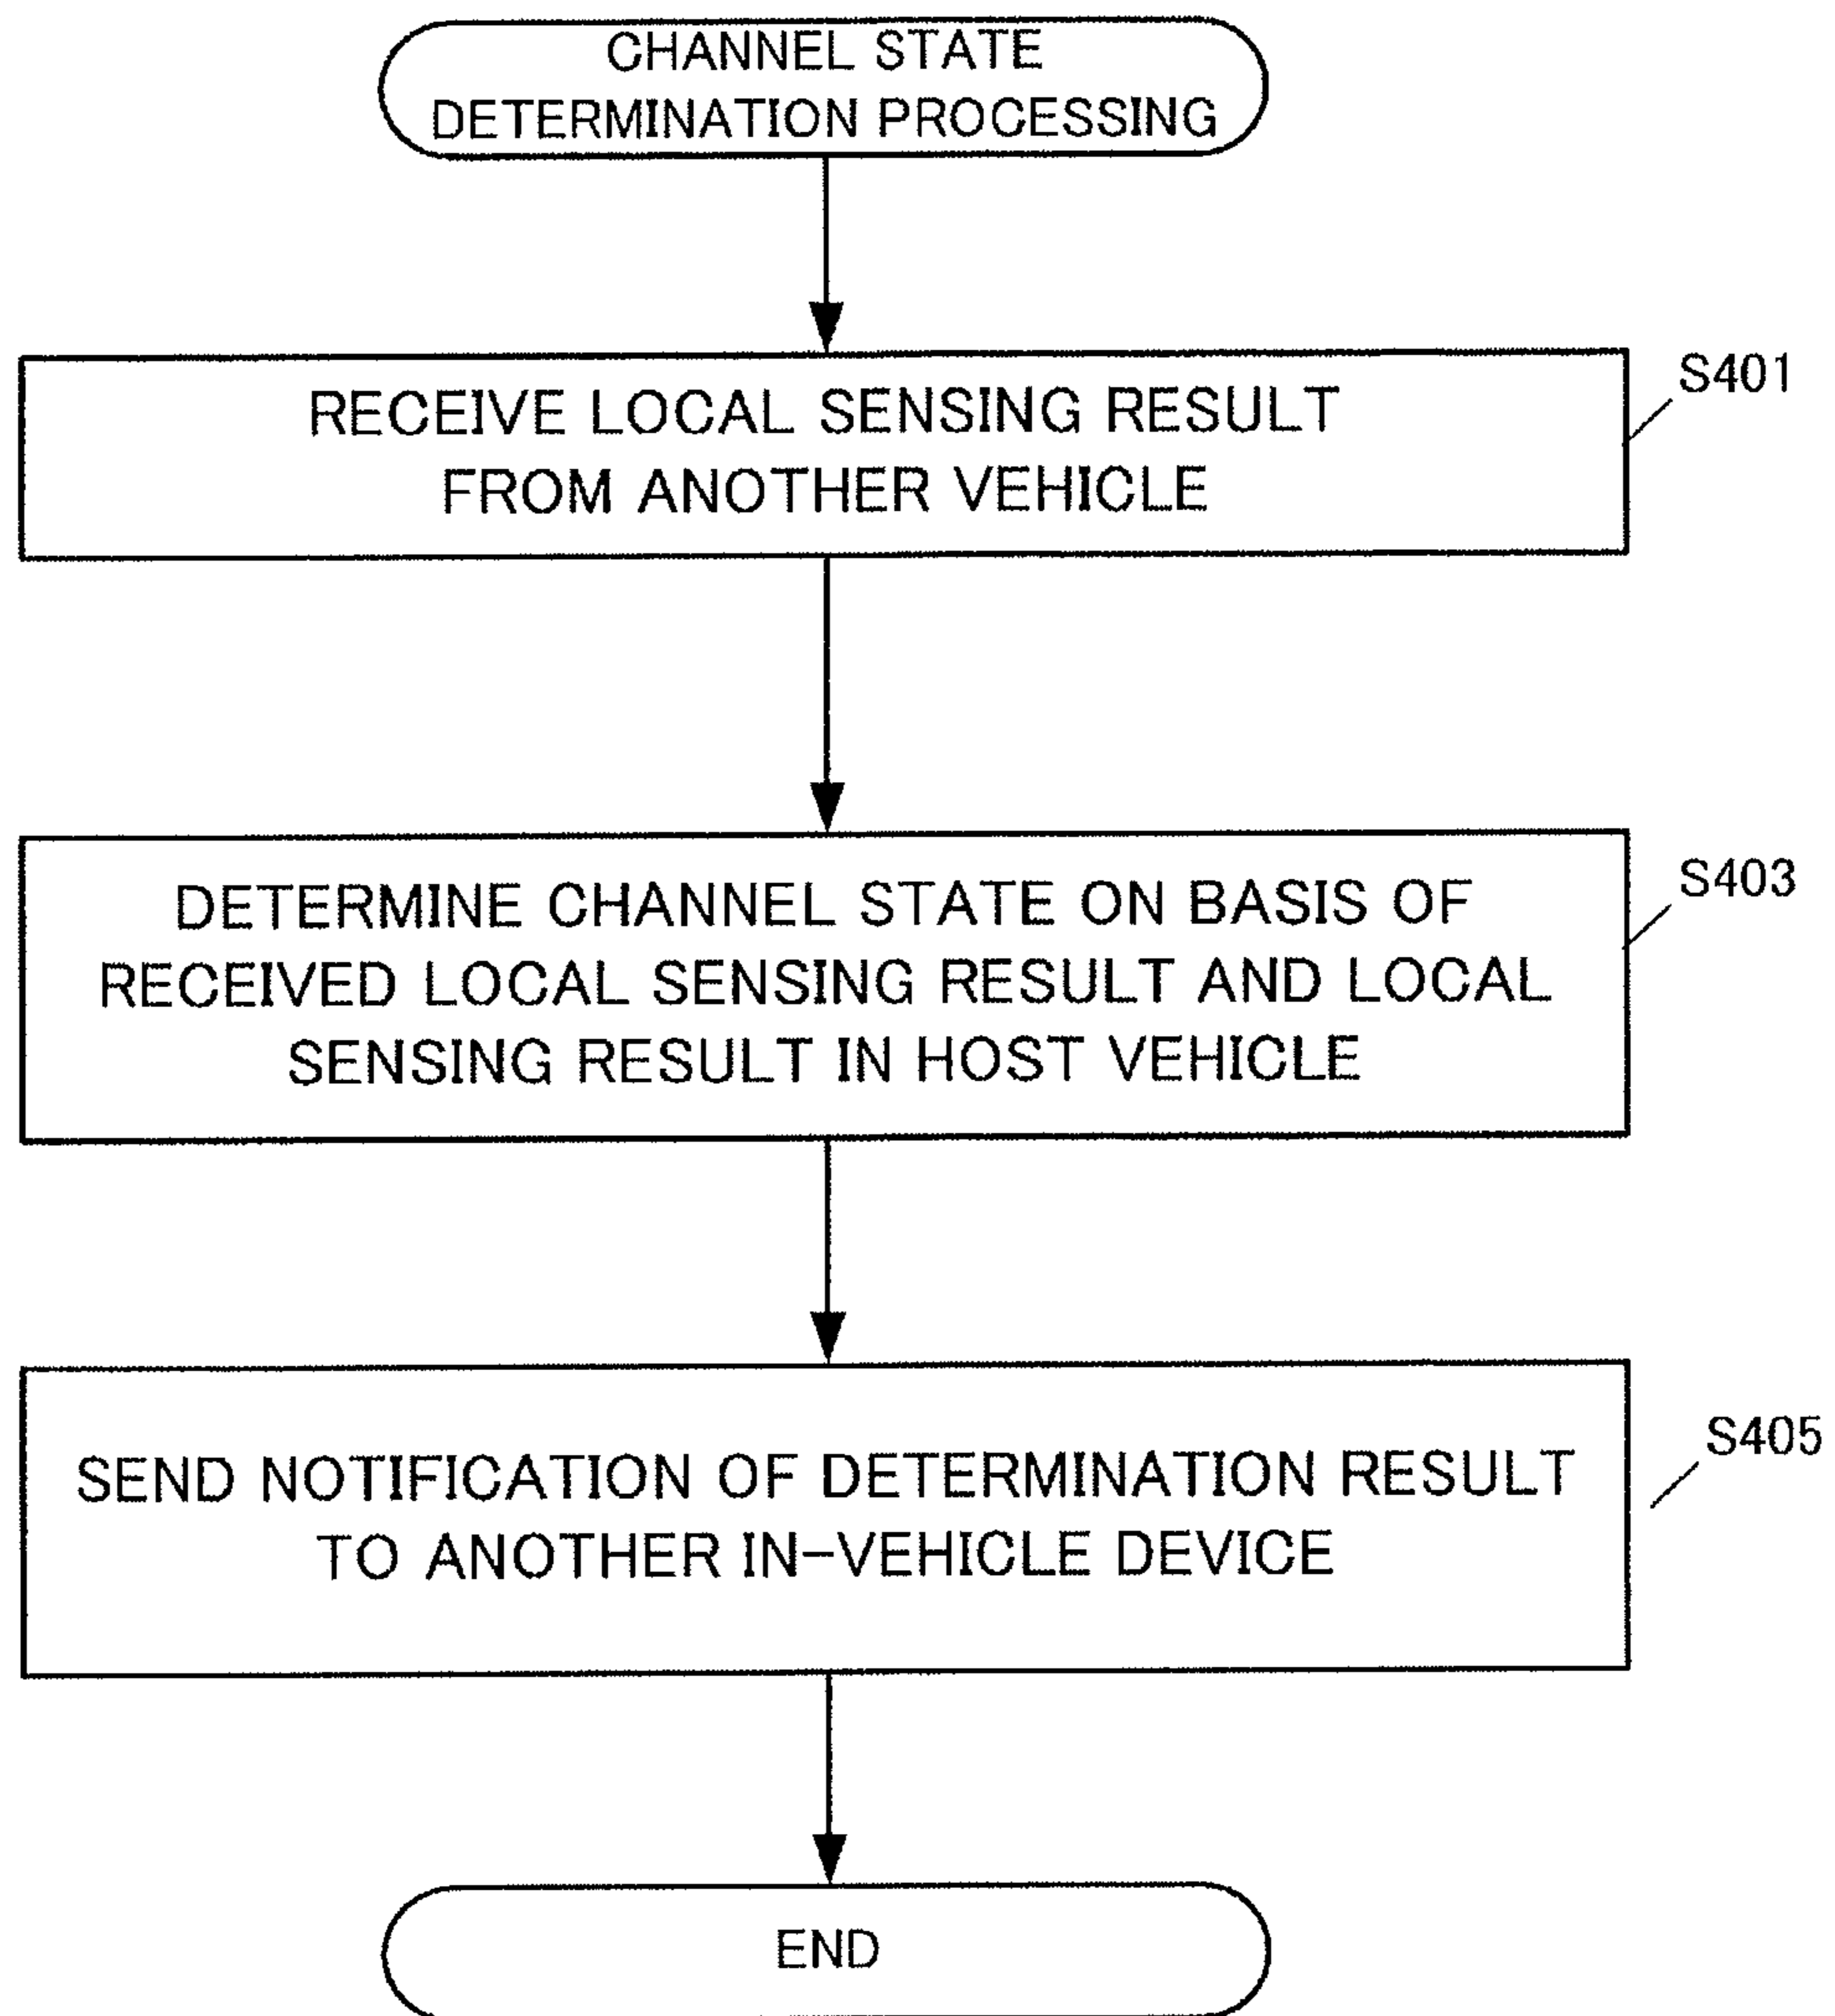 CHANNEL STATE
DETERMINATION PROCESSING
RECEIVE LOCAL SENSING RESULT
FROM ANOTHER VEHICLE
S401
DETERMINE CHANNEL STATE ON BASIS OF
RECEIVED LOCAL SENSING RESULT AND LOCAL
SENSING RESULT IN HOST VEHICLE
S403
SEND NOTIFICATION OF DETERMINATION RESULT
TO ANOTHER IN-VEHICLE DEVICE
S405
END